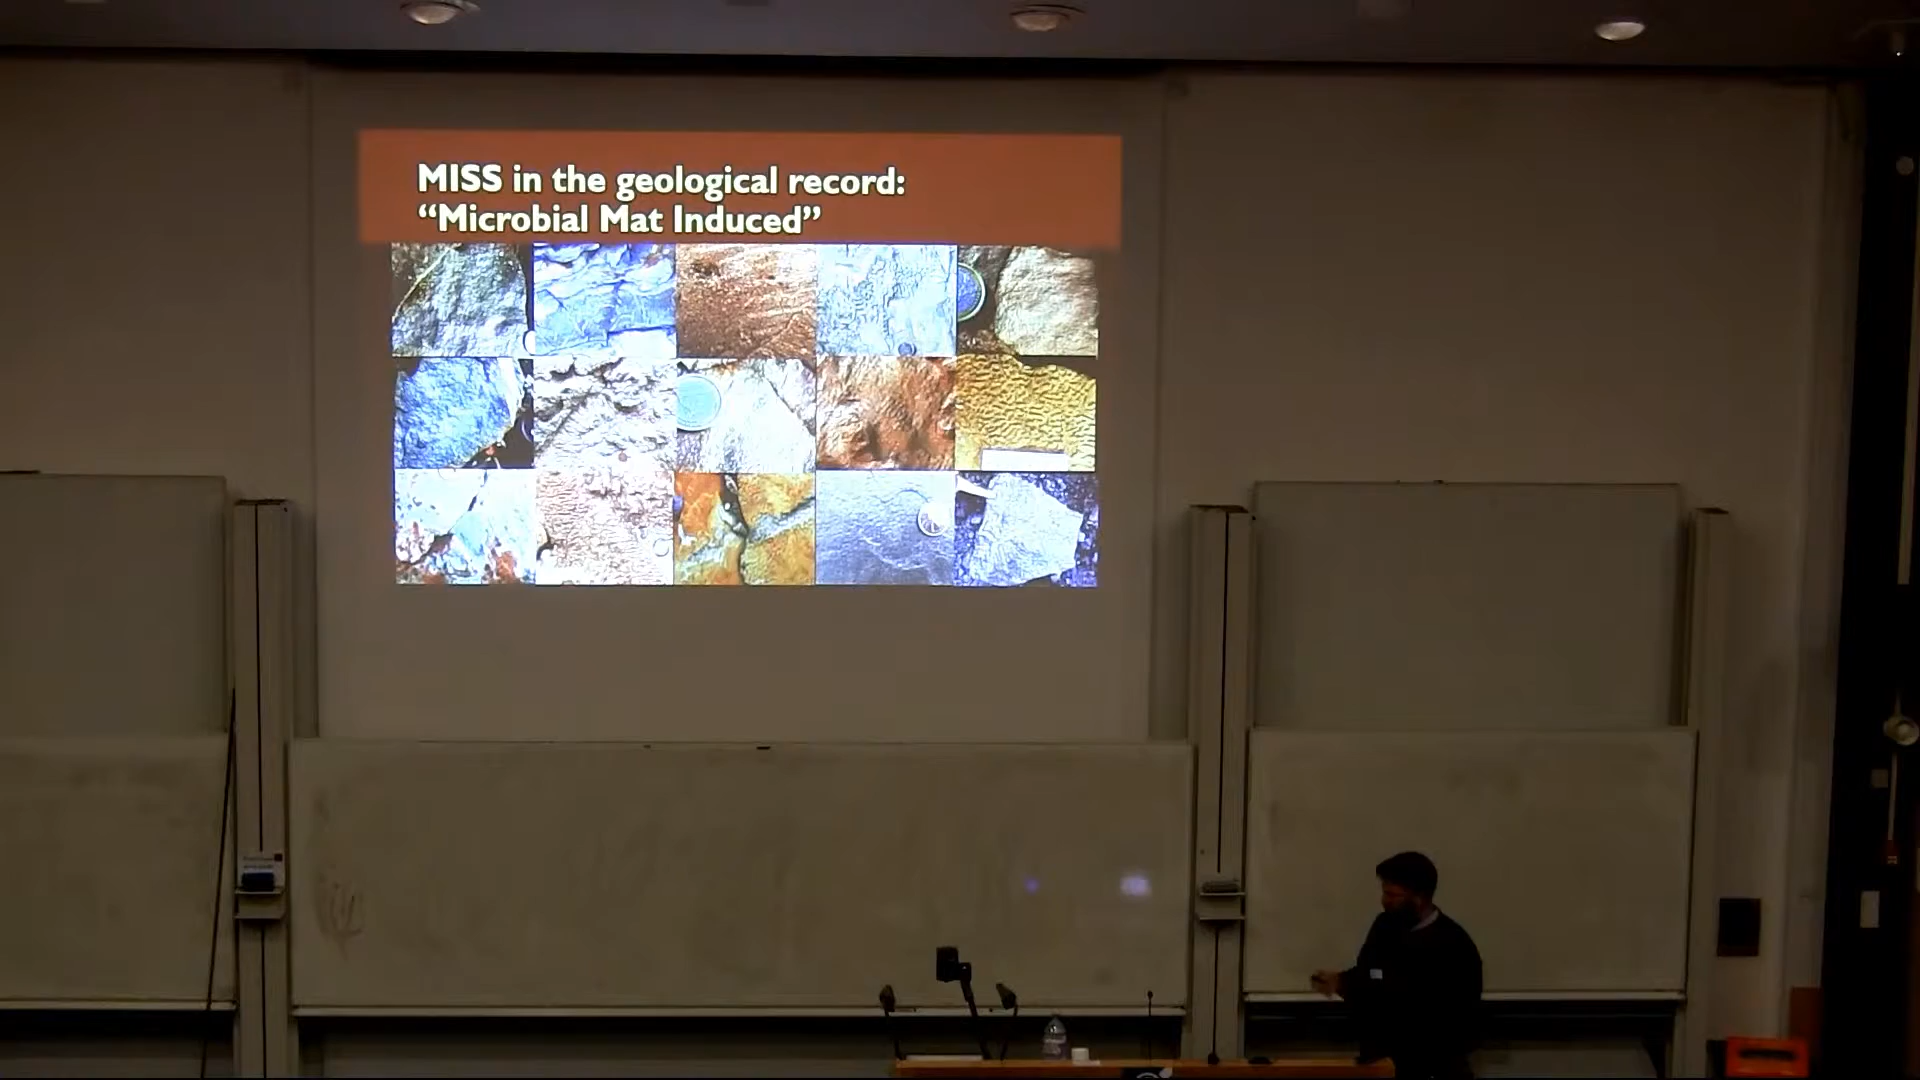 MISS in the geological record:
“Microbial Mat Induced”